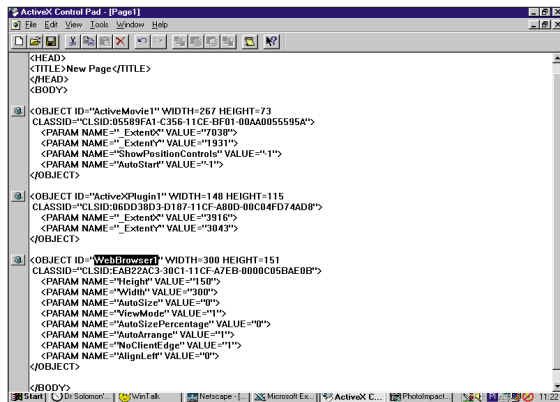 ActiveX Control Pad - [Page1]
File Edit View Tools Window Help
<HEAD>
<TITLE>New Page</TITLE>
</HEAD>
<BODY>
<OBJECT ID="ActiveMovie1" WIDTH=267 HEIGHT=73
CLASSID="CLSID:05589FA1-C356-11CE-BF01-00AA0055595A">
<PARAM NAME="_ExtentX" VALUE="7038">
<PARAM NAME="_ExtentY" VALUE="1931">
<PARAM NAME="ShowPositionControls" VALUE="-1">
<PARAM NAME="AutoStart" VALUE="-1">
</OBJECT>
<OBJECT ID="ActiveXPlugin1" WIDTH=148 HEIGHT=115
CLASSID="CLSID:06DD38D3-D187-11CF-A80D-00C04FD74AD8">
<PARAM NAME="_ExtentX" VALUE="3916">
<PARAM NAME="_ExtentY" VALUE="3043">
</OBJECT>
<OBJECT ID="WebBrowser1" WIDTH=300 HEIGHT=151
CLASSID="CLSID:EAB22AC3-30C1-11CF-A7EB-0000C05BAE0B">
<PARAM NAME="Height" VALUE="150">
<PARAM NAME="Width" VALUE="300">
<PARAM NAME="AutoSize" VALUE="0">
<PARAM NAME="ViewMode" VALUE="1">
<PARAM NAME="AutoSizePercentage" VALUE="0">
<PARAM NAME="AutoArrange" VALUE="1">
<PARAM NAME="NoClientEdge" VALUE="1">
<PARAM NAME="AlignLeft" VALUE="0">
</OBJECT>
</BODY>
Start Dr Solomon'... WinTalk Netscape - [... Microsoft Ex... ActiveX C... PhotoImpact...